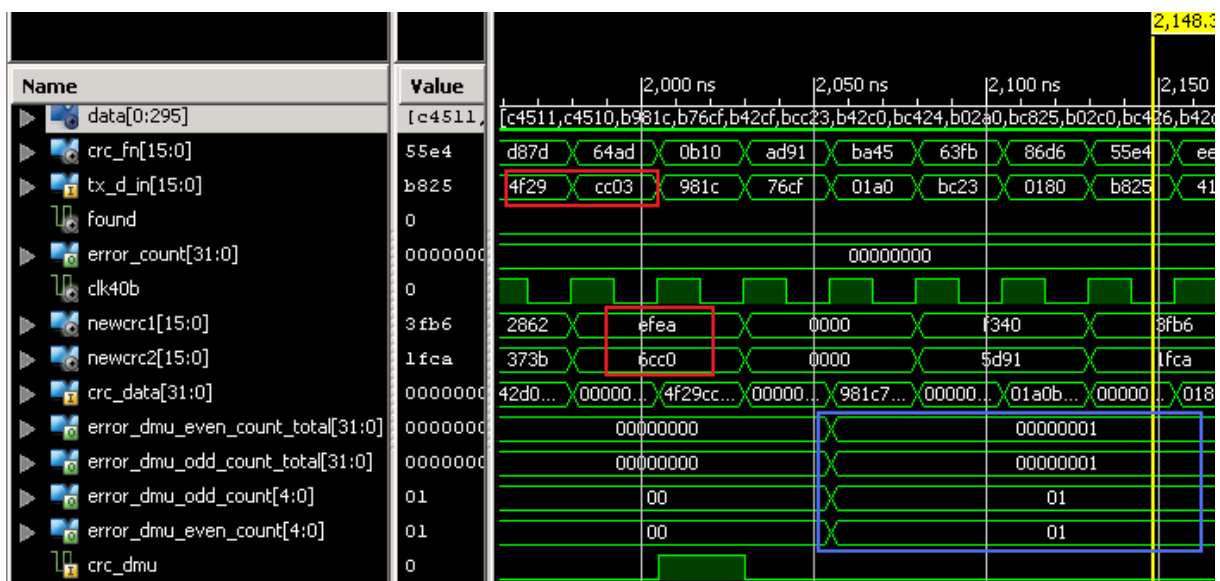 2,148.3
Name Value 2,000 ns 2,050 ns 2,100 ns 2,150
data[0:295] [c4511, [c4511,c4510,b981c,b76cf,b42cf,bcc23,b42c0,bc424,b02a0,bc825,b02c0,bc426,b42c
crc_fn[15:0] 55e4 d87d 64ad 0b10 ad91 ba45 63fb 86d6 55e4 ee
tx_d_in[15:0] b825 4f29 cc03 981c 76cf 01a0 bc23 0180 b825 41
found 0
error_count[31:0] 0000000 00000000
clk40b 0
newcrc1[15:0] 3fb6 2862 efea 0000 f340 3fb6
newcrc2[15:0] 1fca 373b 6cc0 0000 5d91 1fca
crc_data[31:0] 0000000 42d0... 00000... 4f29cc... 00000... 981c7... 00000... 01a0b... 00000... 018
error_dmu_even_count_total[31:0] 0000000 00000000 00000001
error_dmu_odd_count_total[31:0] 0000000 00000000 00000001
error_dmu_odd_count[4:0] 01 00 01
error_dmu_even_count[4:0] 01 00 01
crc_dmu 0